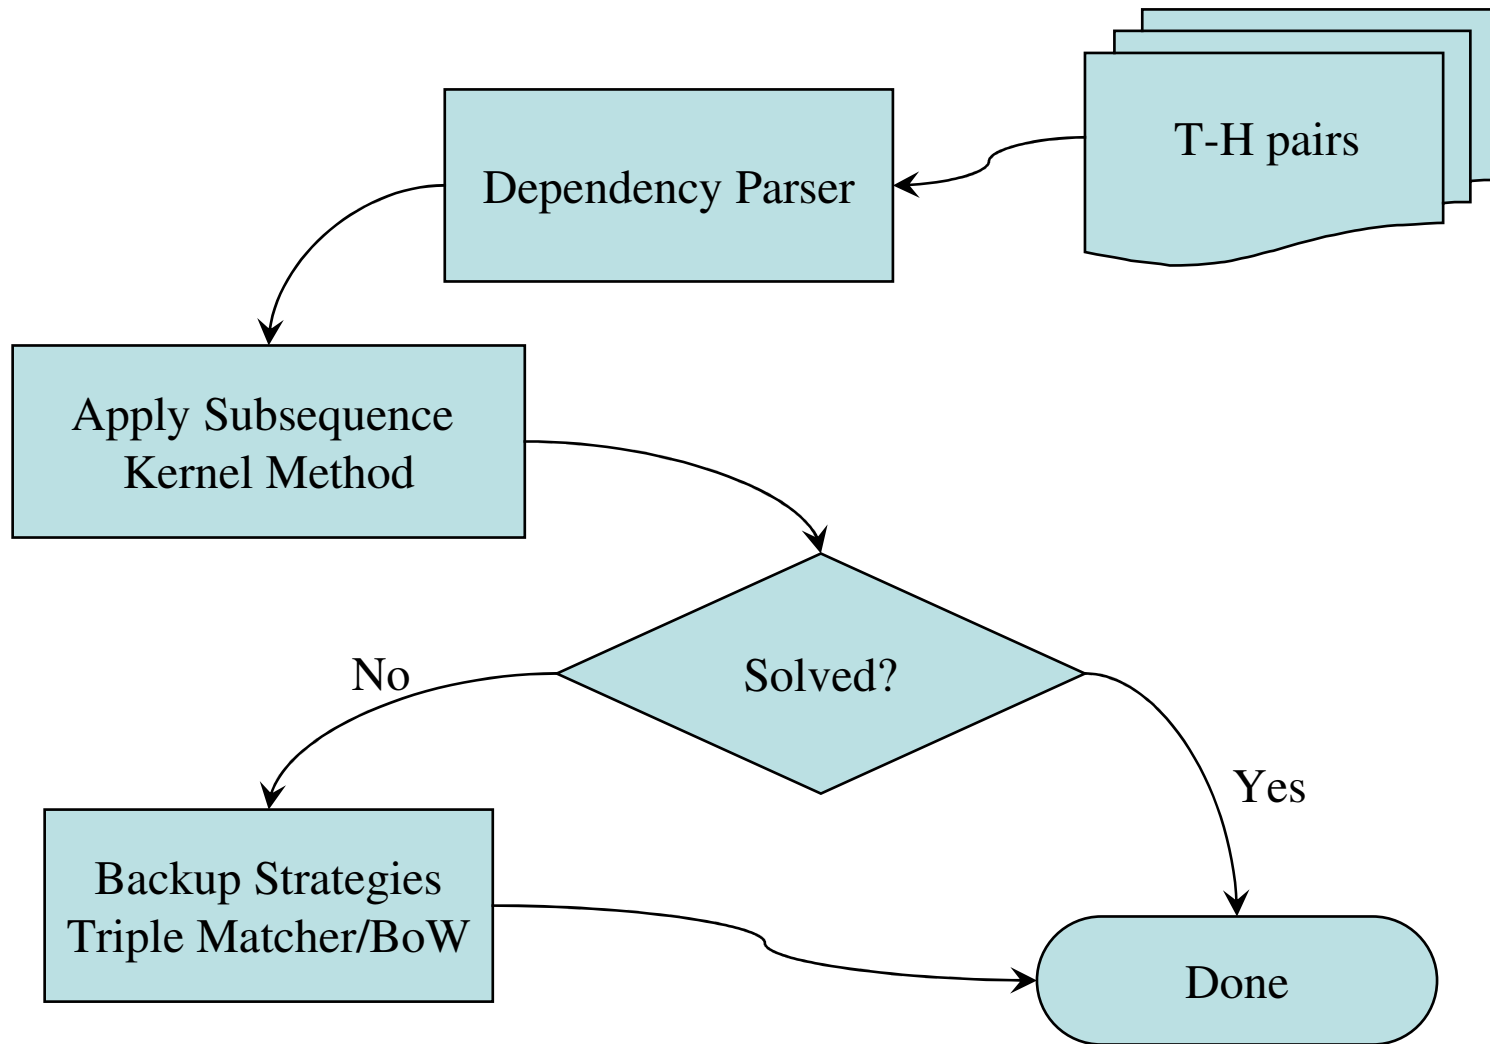 T-H pairs
Dependency Parser
Apply Subsequence
Kernel Method
Solved?
No
Yes
Backup Strategies
Triple Matcher/BoW
Done